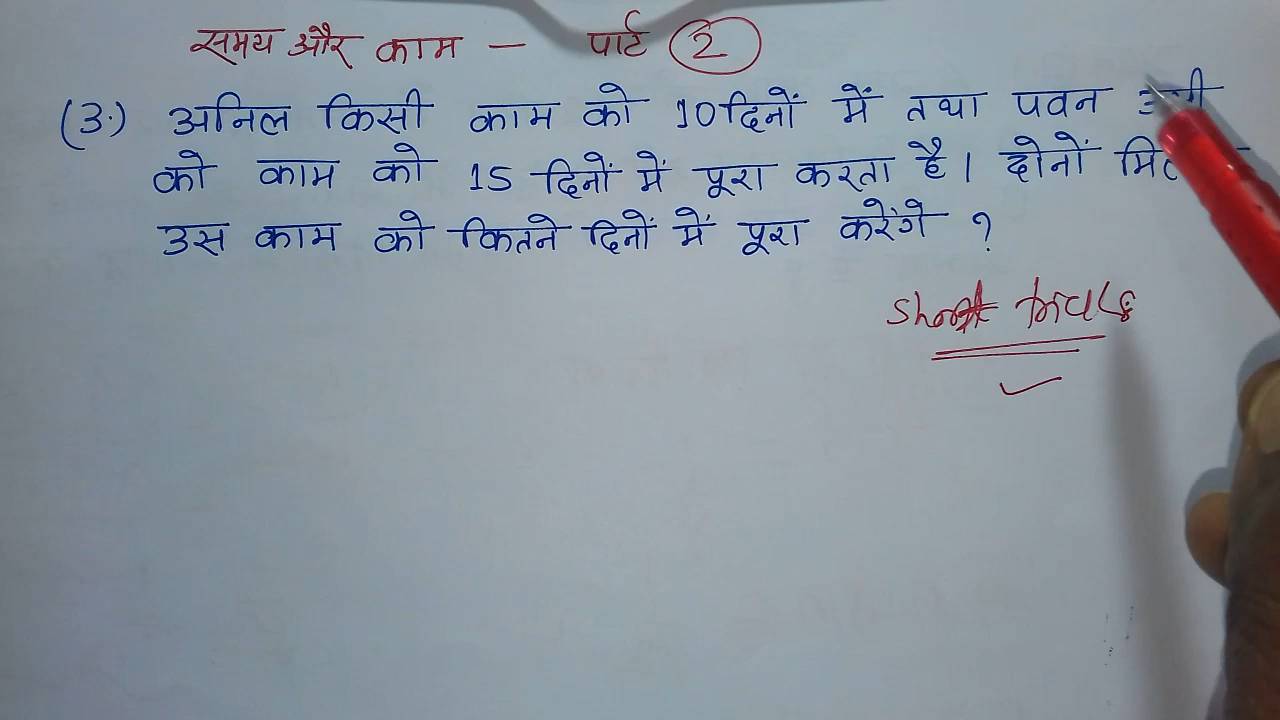 समय और काम - पार्ट 2
(3.) अनिल किसी काम को 10 दिनों में तथा पवन
को काम को 15 दिनों में पूरा करता है। दोनों
उस काम को कितने दिनों में पूरा करेंगे ?
Short tricks